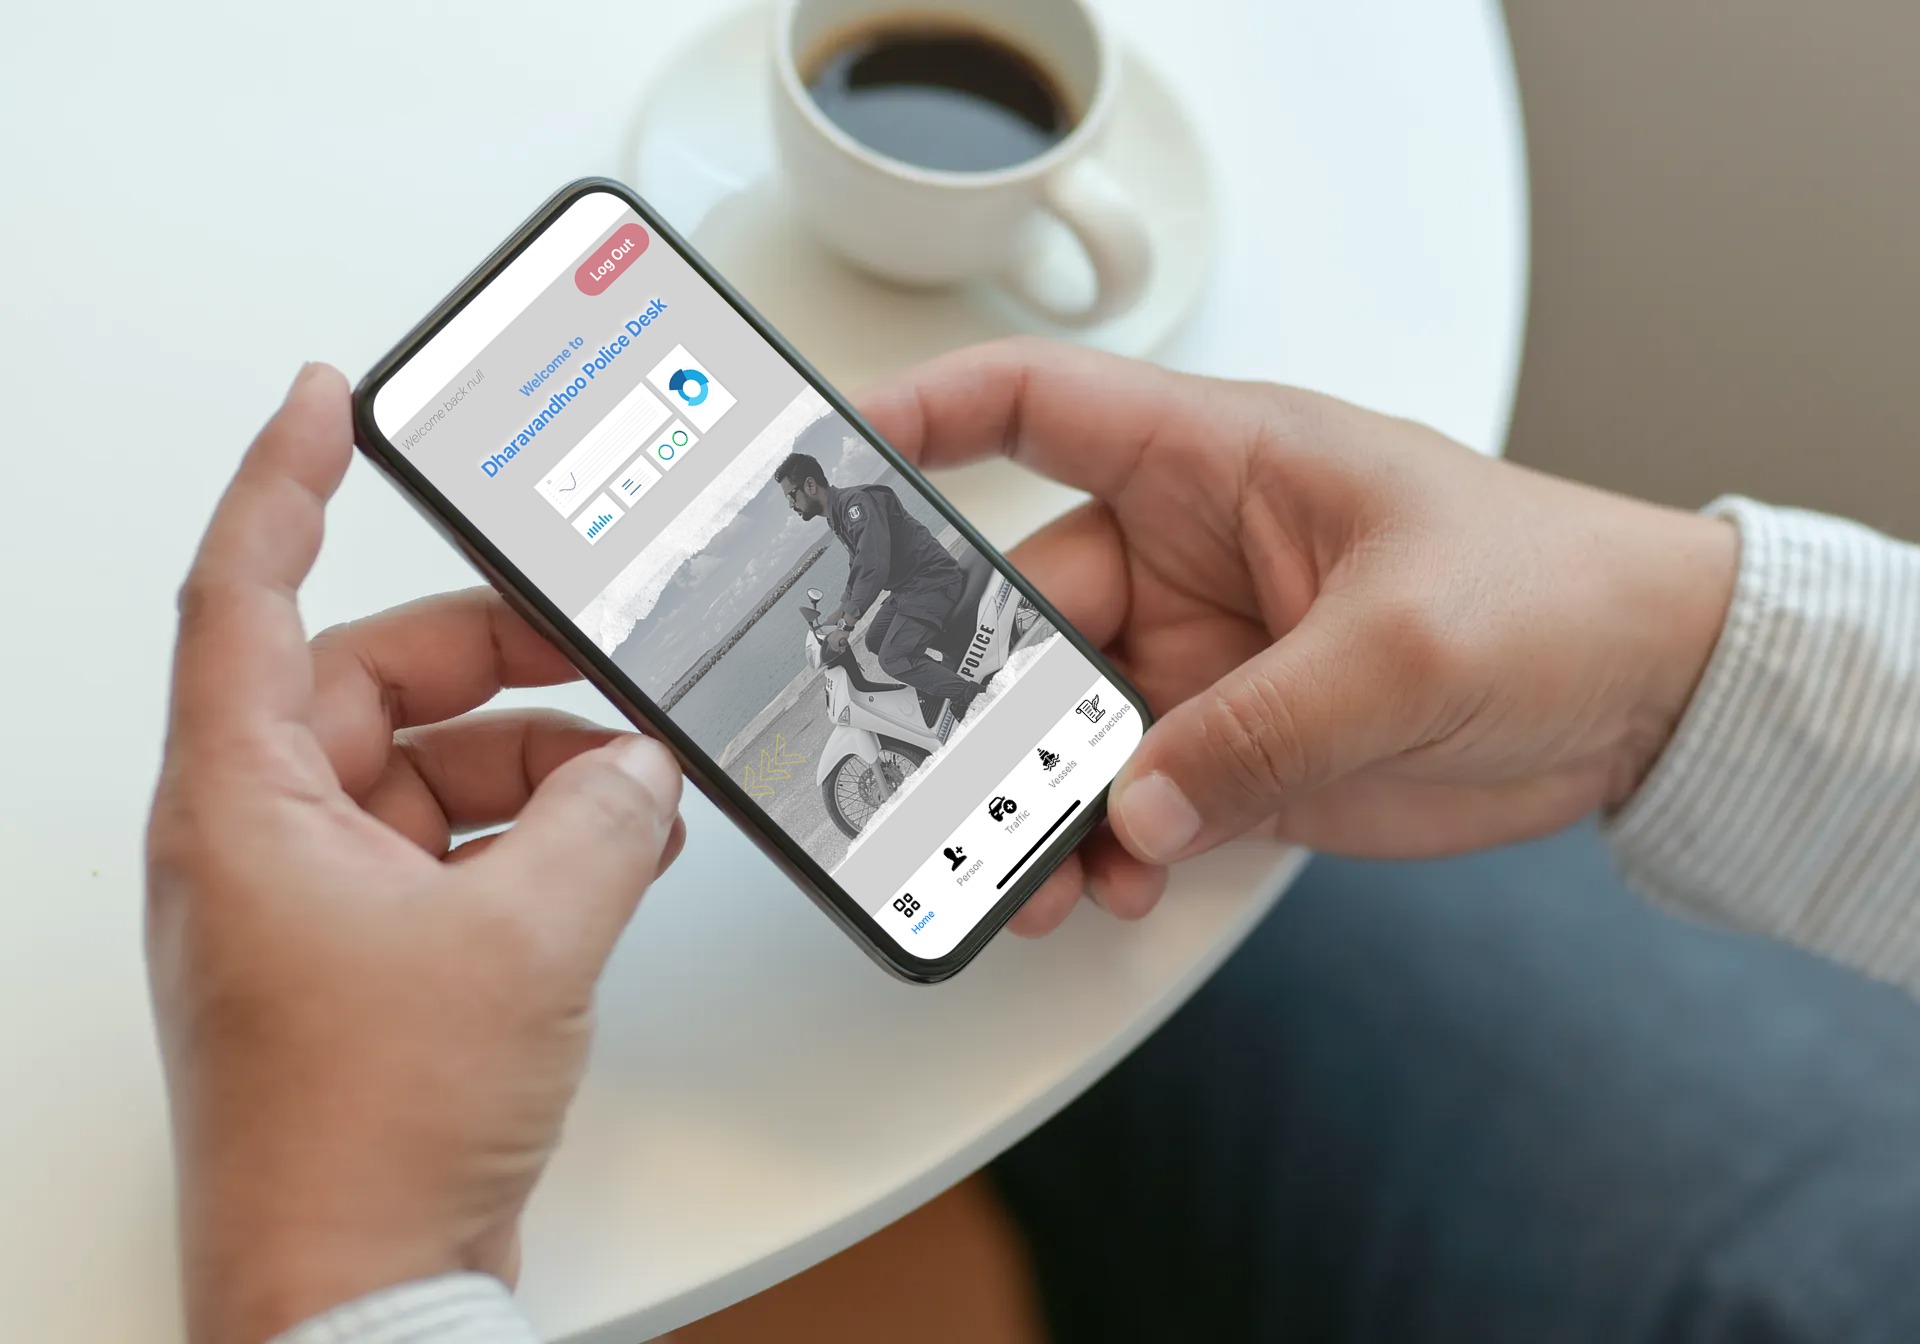 Log Out
Welcome back null
Welcome to
Dharavandhoo Police Desk
POLICE
Home
Person
Traffic
Vessels
Interactions